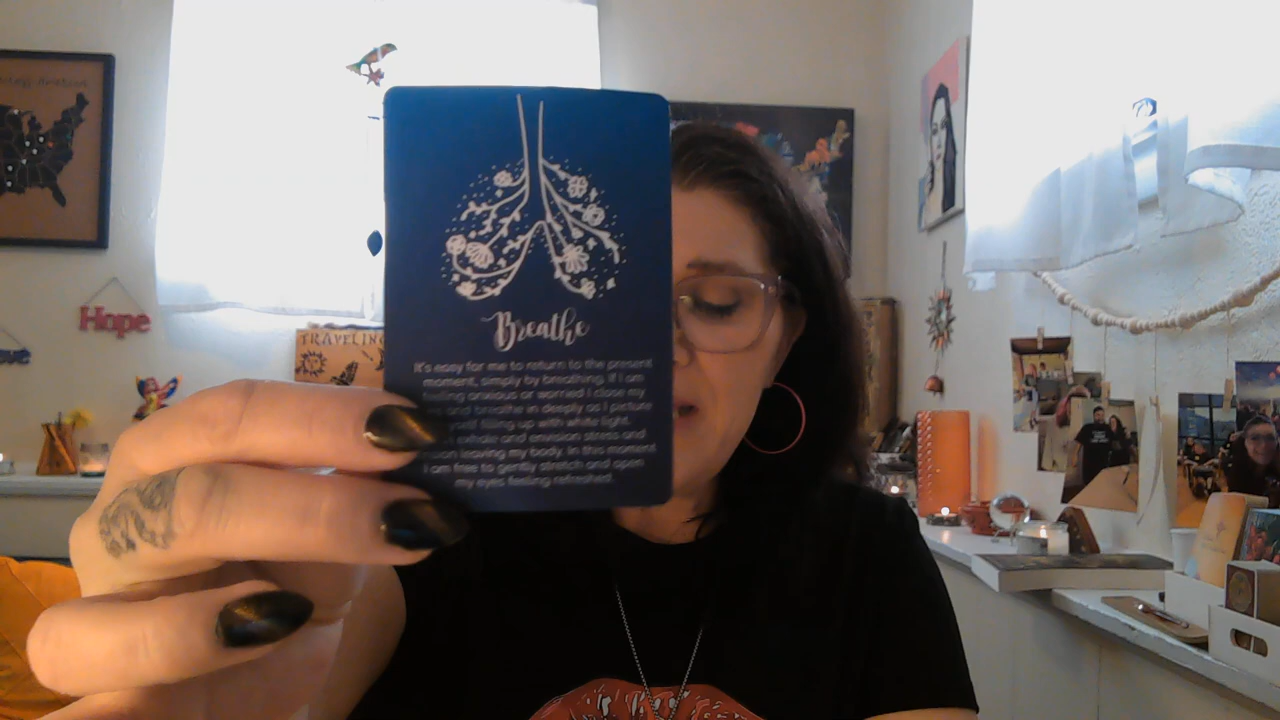 Hope
TRAVELIN
Breathe
It's easy for me to return to the present
moment, simply by breathing. If I am
feeling anxious or worried I close my
and breathe in deeply as I picture
filling up with white light.
exhale and envision stress and
leaving my body. In this moment
I am free to gently stretch and open
my eyes feeling refreshed.